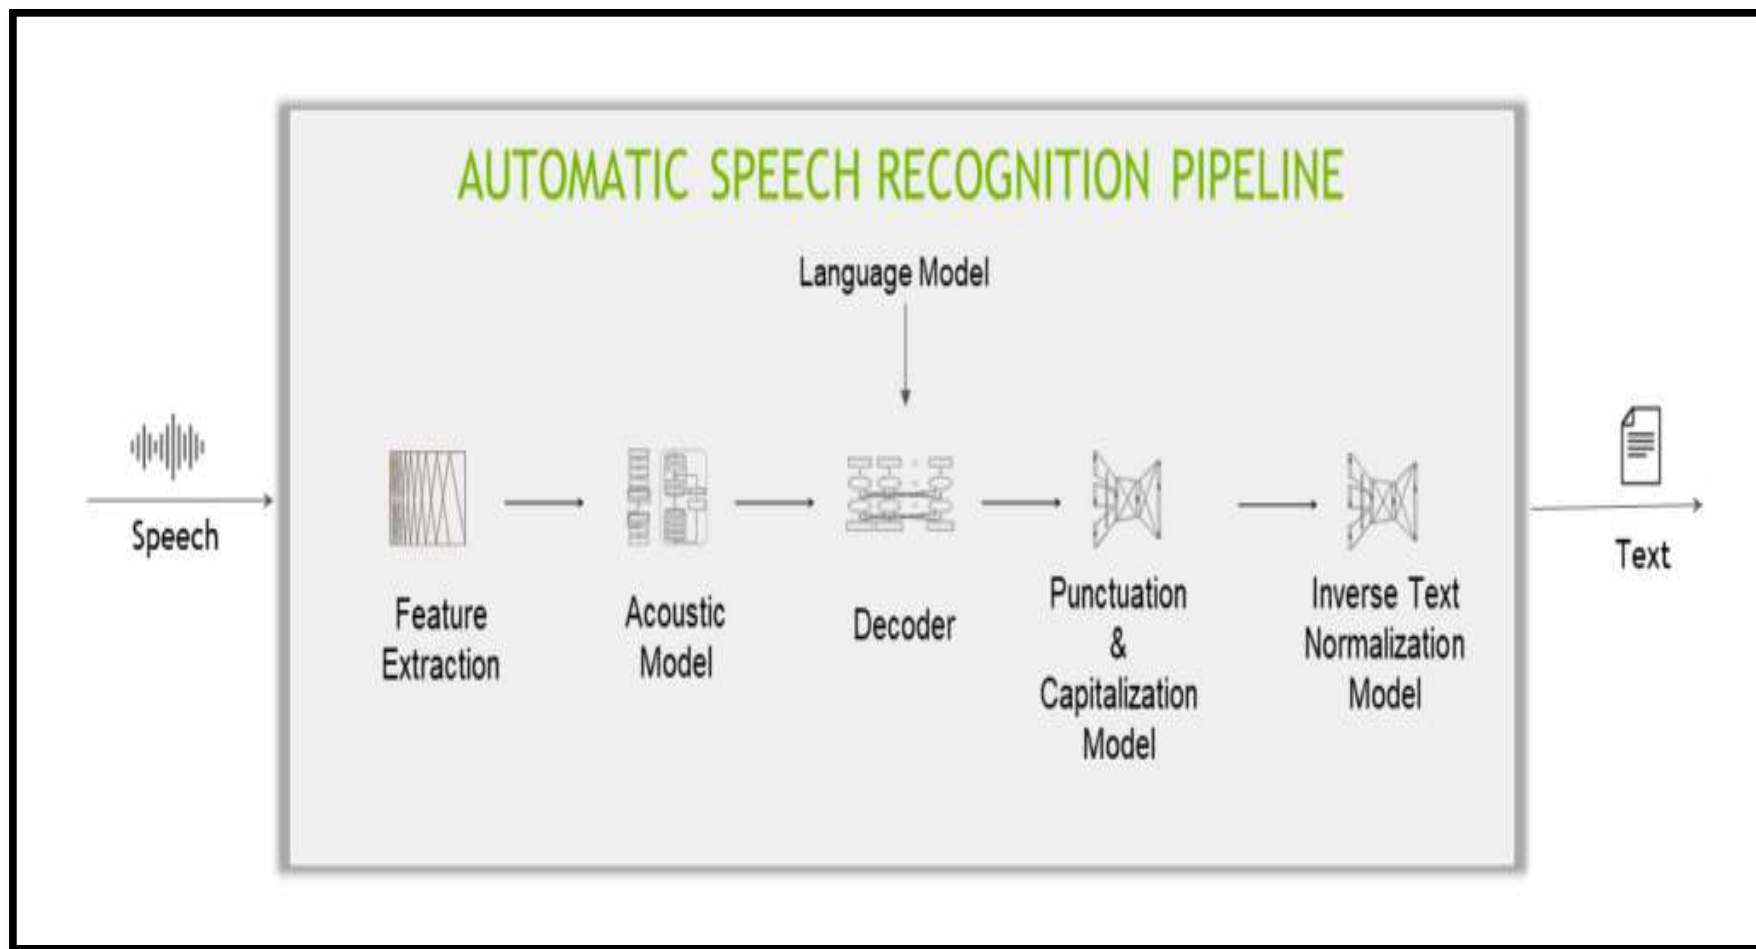 AUTOMATIC SPEECH RECOGNITION PIPELINE
Language Model
Speech
Feature
Extraction
Acoustic
Model
Decoder
Punctuation
&
Capitalization
Model
Inverse Text
Normalization
Model
Text